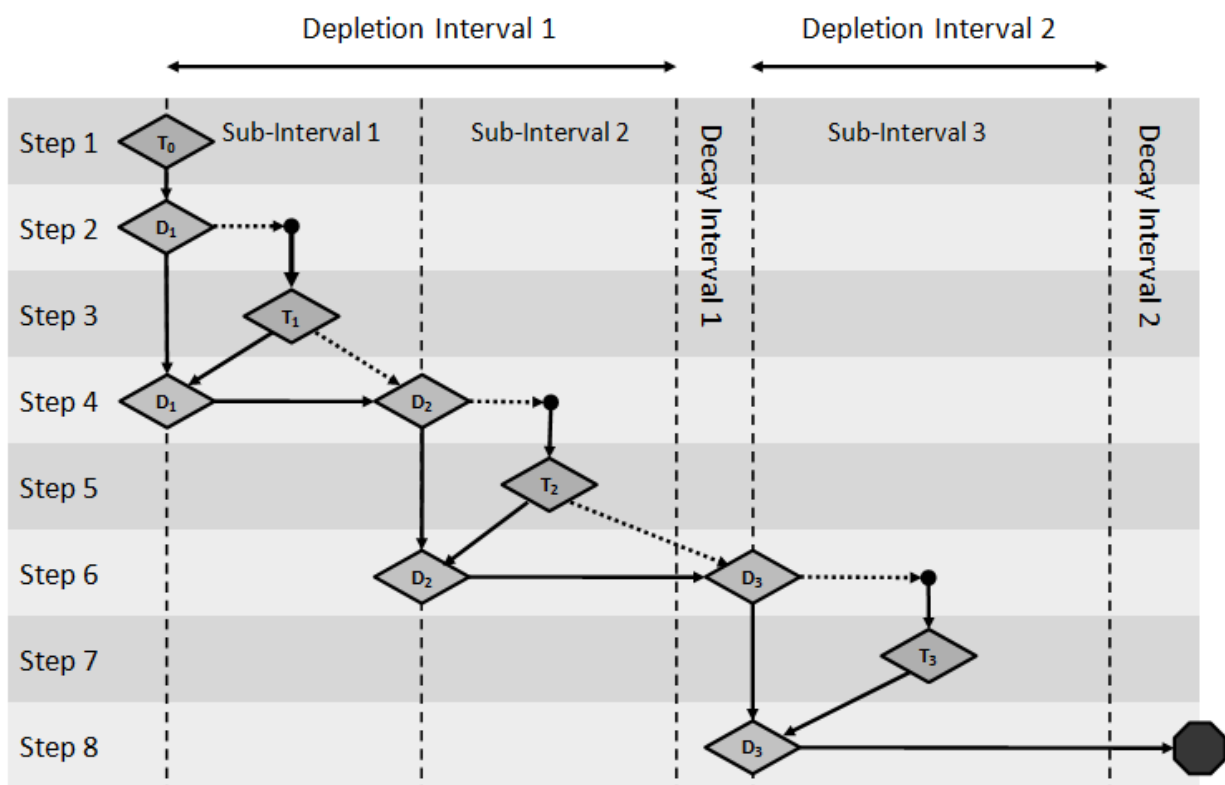 Depletion Interval 1
Depletion Interval 2
Step 1
T₀
Sub-Interval 1
Sub-Interval 2
Decay Interval 1
Sub-Interval 3
Decay Interval 2
Step 2
D₁
Step 3
T₁
Step 4
D₁
D₂
Step 5
T₂
Step 6
D₂
D₃
Step 7
T₃
Step 8
D₃